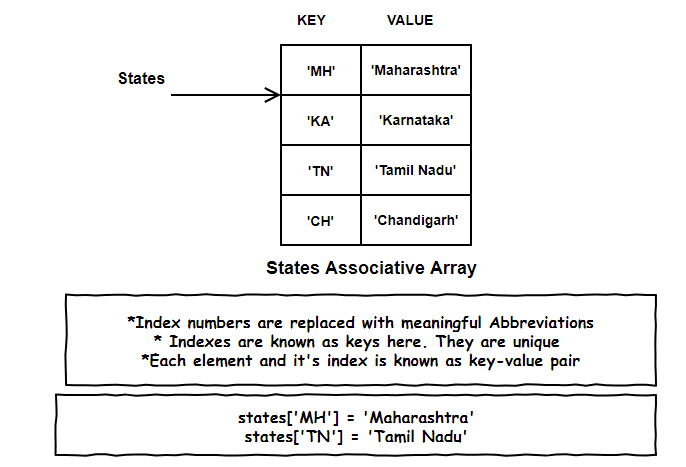 KEY VALUE
States
'MH' 'Maharashtra'
'KA' 'Karnataka'
'TN' 'Tamil Nadu'
'CH' 'Chandigarh'
States Associative Array
*Index numbers are replaced with meaningful Abbreviations
* Indexes are known as keys here. They are unique
*Each element and it's index is known as key-value pair
states['MH'] = 'Maharashtra'
states['TN'] = 'Tamil Nadu'